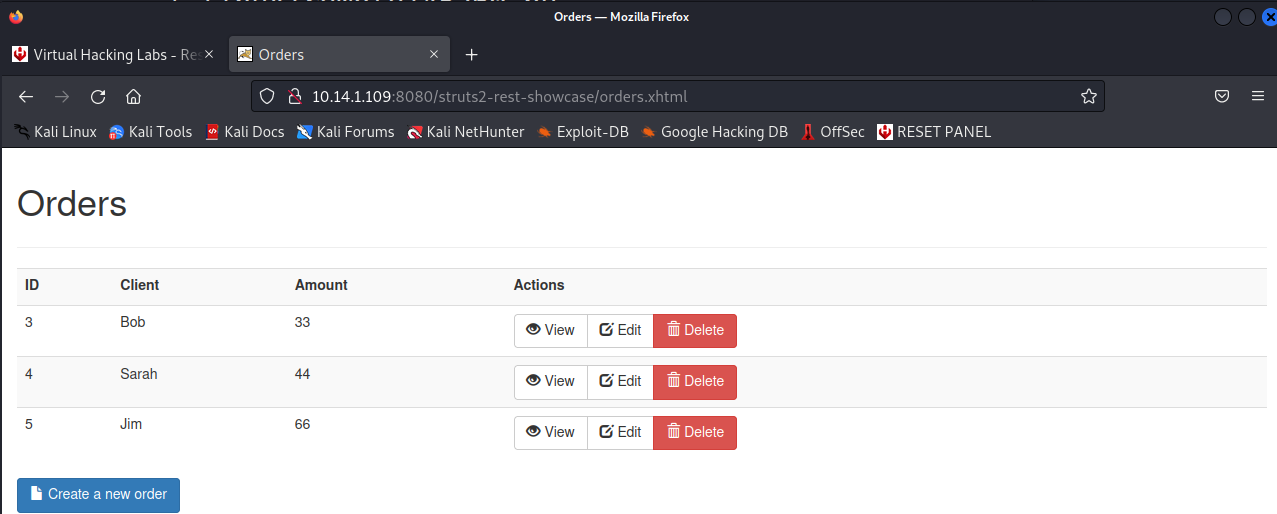 Orders — Mozilla Firefox
Virtual Hacking Labs - Res
Orders
10.14.1.109:8080/struts2-rest-showcase/orders.xhtml
Kali Linux Kali Tools Kali Docs Kali Forums Kali NetHunter Exploit-DB Google Hacking DB OffSec RESET PANEL
Orders
ID Client Amount Actions
3 Bob 33 View Edit Delete
4 Sarah 44 View Edit Delete
5 Jim 66 View Edit Delete
Create a new order